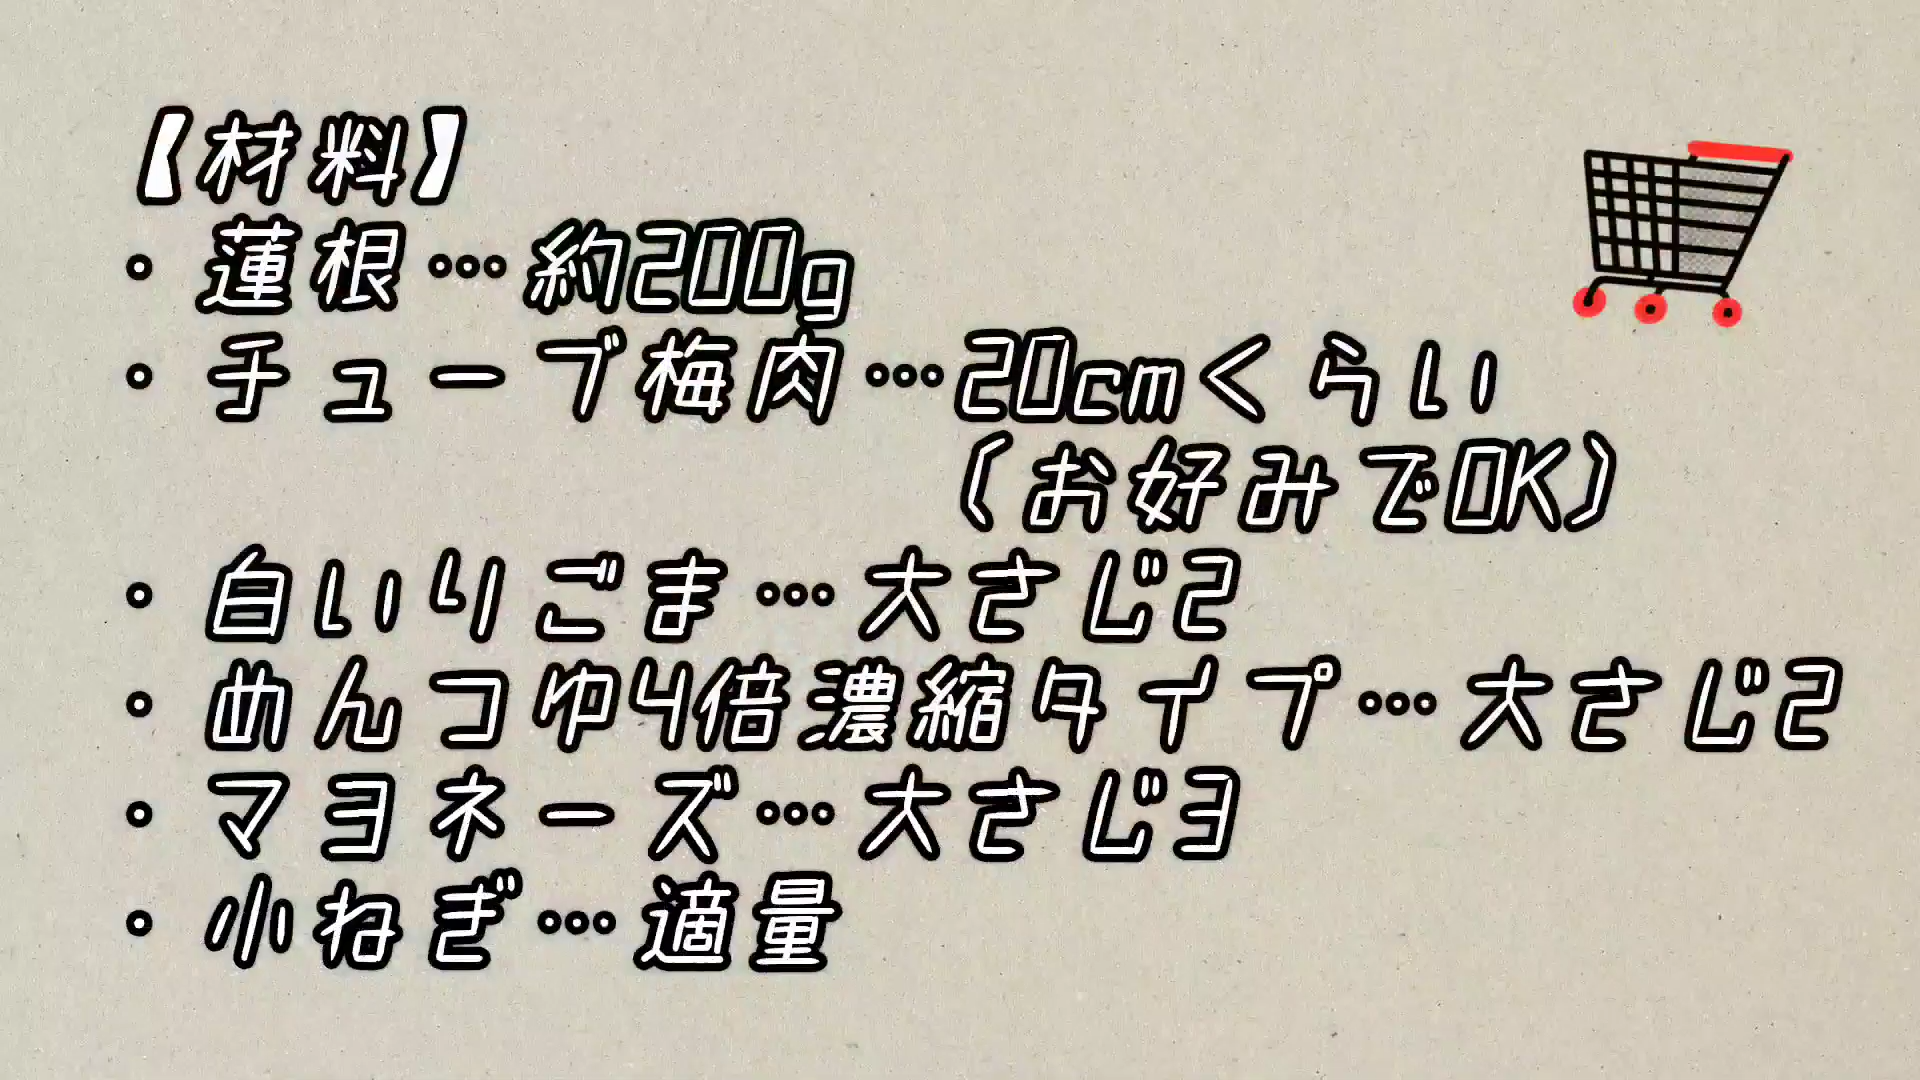 【材料】
・蓮根…約200g
・チューブ梅肉…20cmくらい
（お好みでOK）
・白いりごま…大さじ2
・めんつゆ4倍濃縮タイプ…大さじ2
・マヨネーズ…大さじ3
・小ねぎ…適量